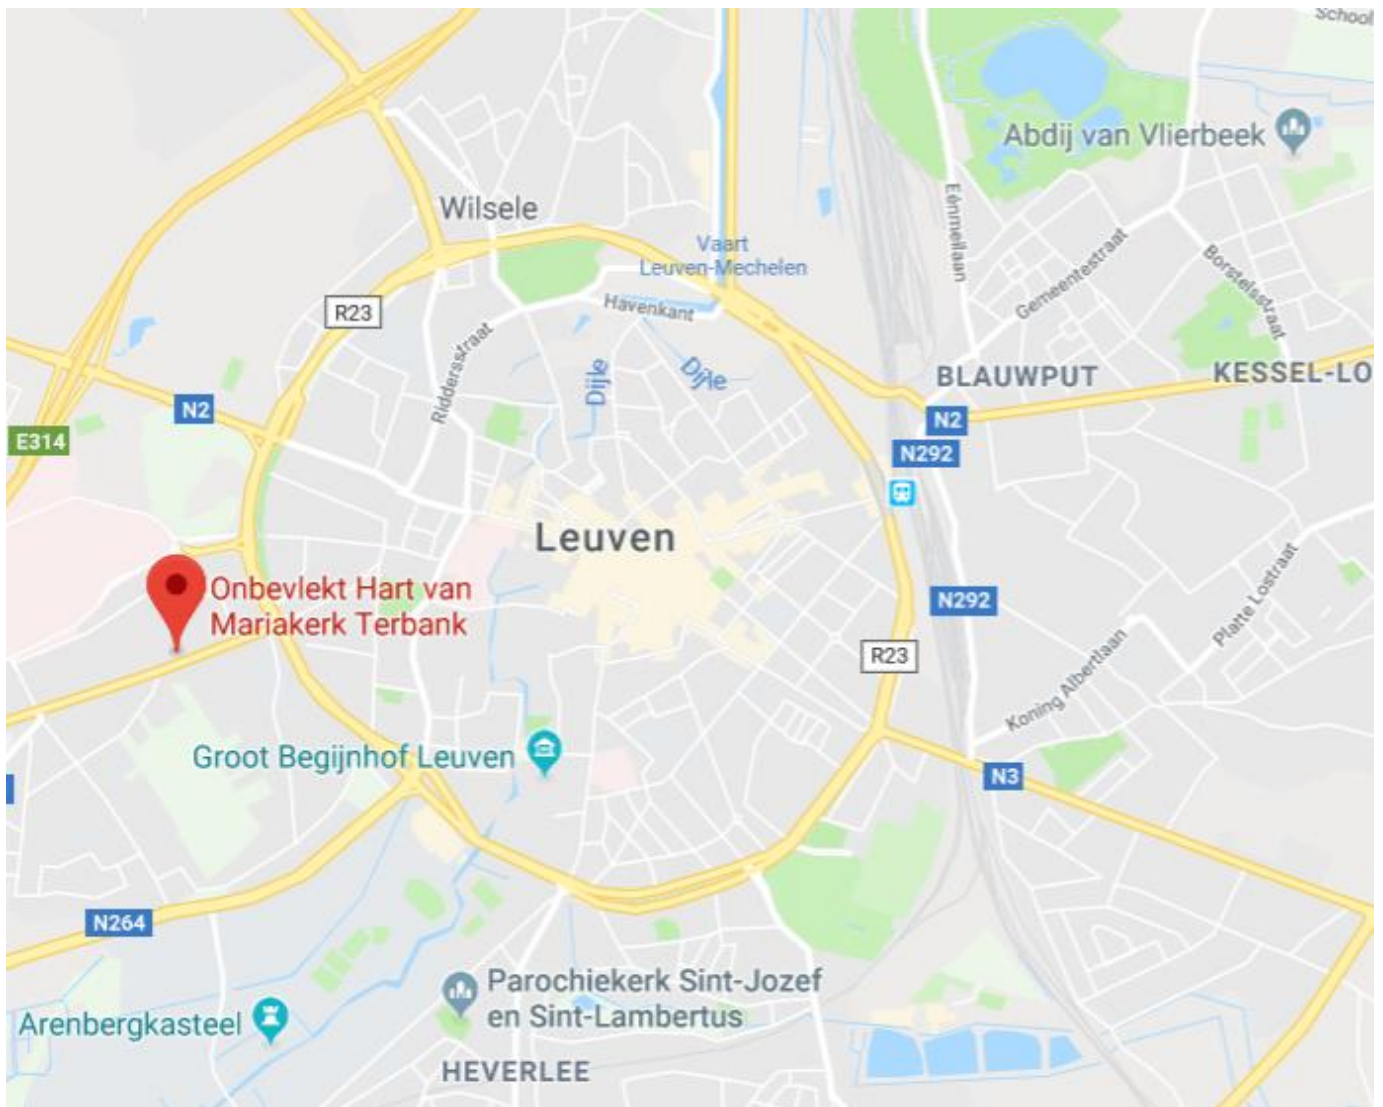 School
Abdij van Vlierbeek
Wilsele
Eénmeilaan
Vaart
Leuven-Mechelen
Gemeentestraat
Borstelsstraat
Havenkant
R23
Riddersstraat
Dijle
Dijle
BLAUWPUT
KESSEL-LO
N2
N2
E314
N292
Leuven
Onbevlekt Hart van
Mariakerk Terbank
N292
Platte Lostraat
R23
Koning Albertlaan
Groot Begijnhof Leuven
N3
N264
Parochiekerk Sint-Jozef
en Sint-Lambertus
Arenbergkasteel
HEVERLEE